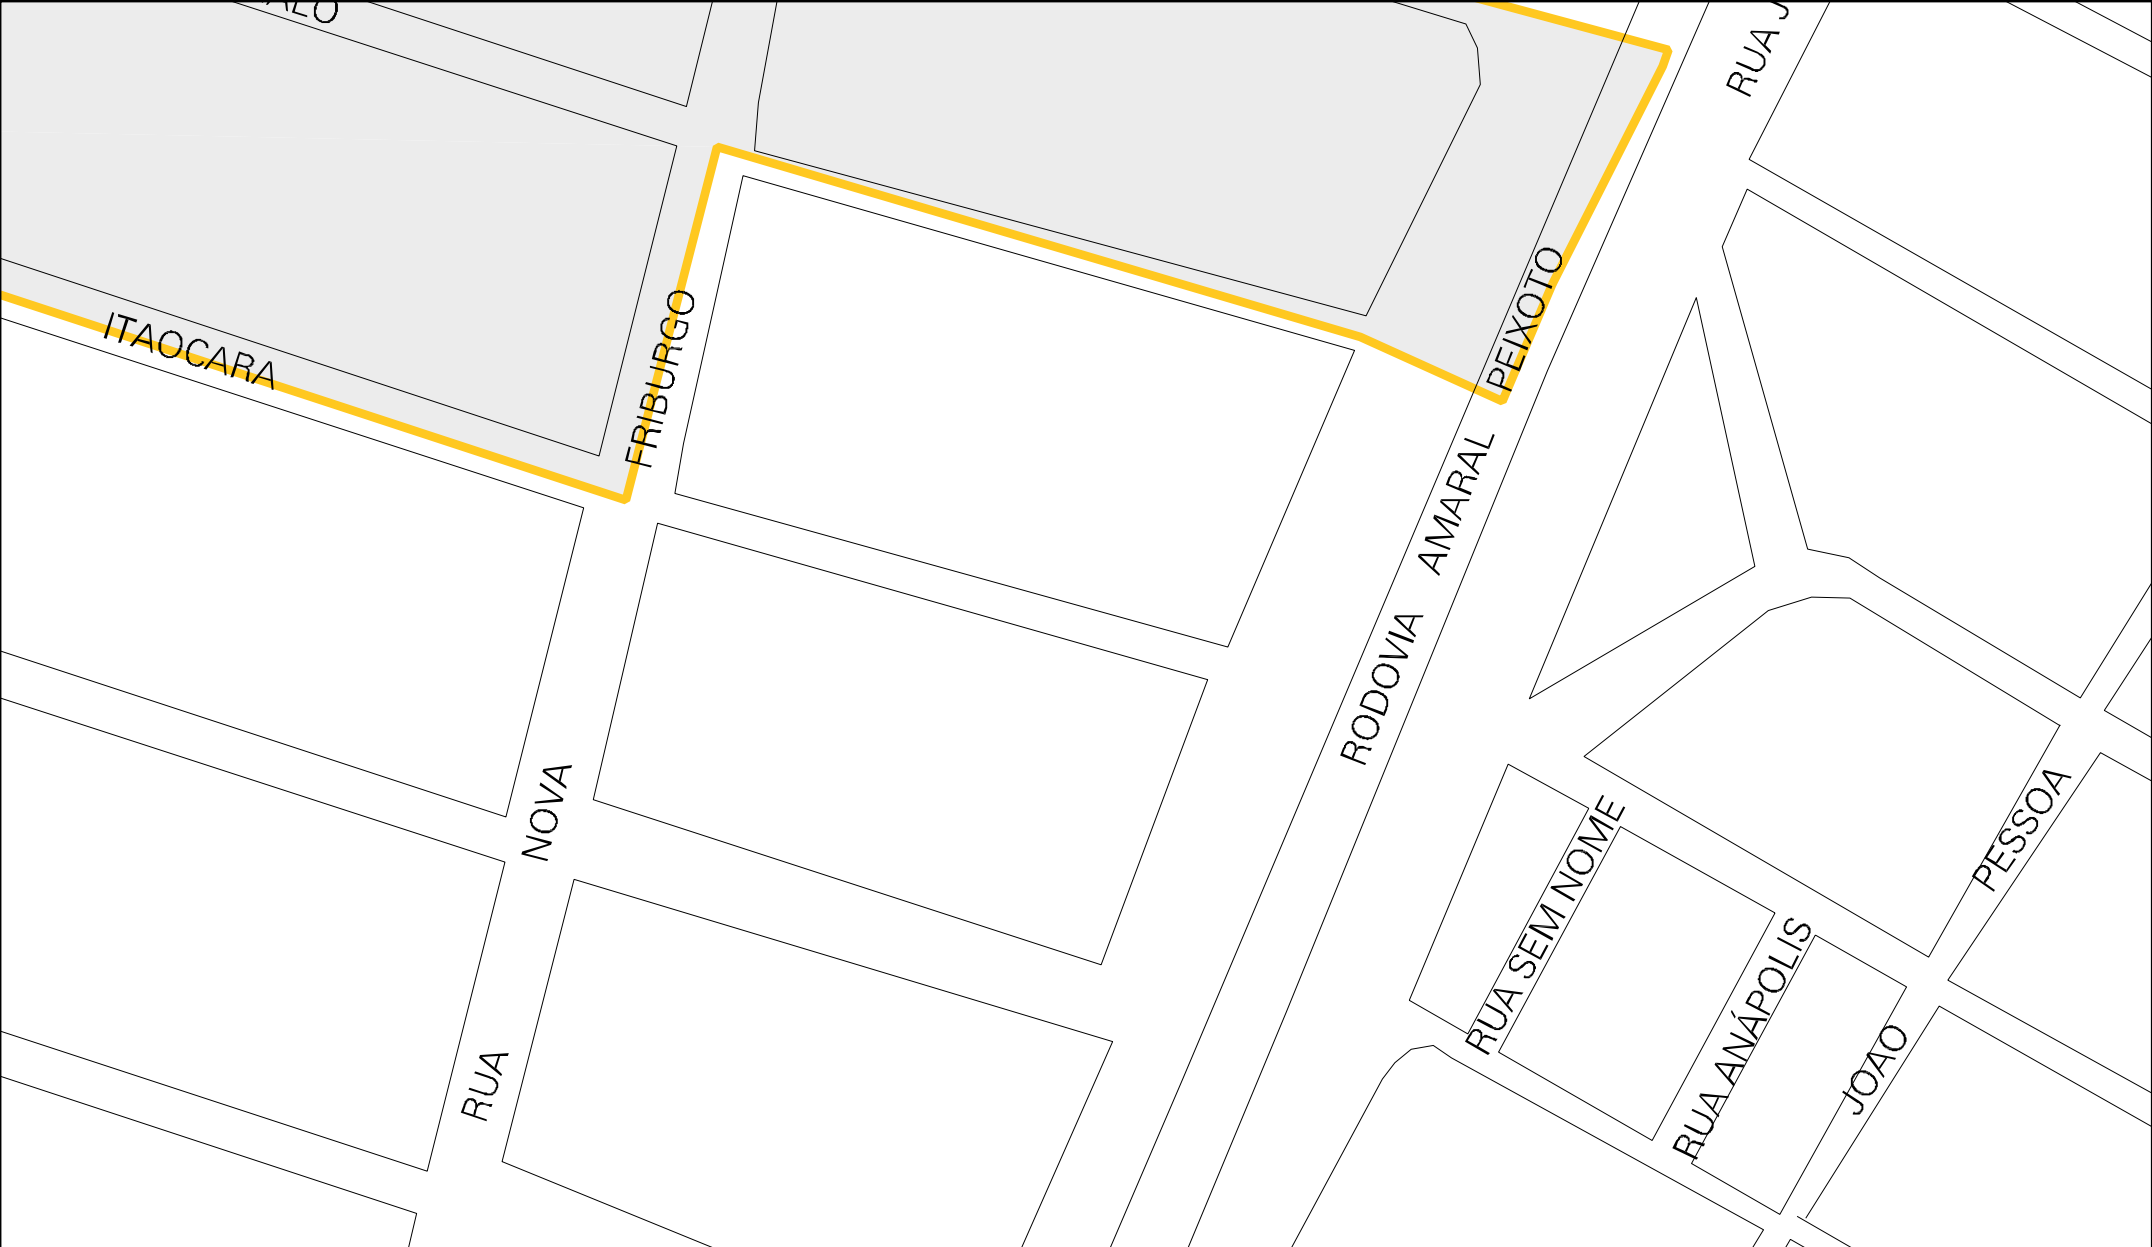 RUA
ITAOCARA
FRIBURGO
PEIXOTO
AMARAL
RODOVIA
NOVA
RUA
RUA SEM NOME
PESSOA
RUA ANÁPOLIS
JOAO